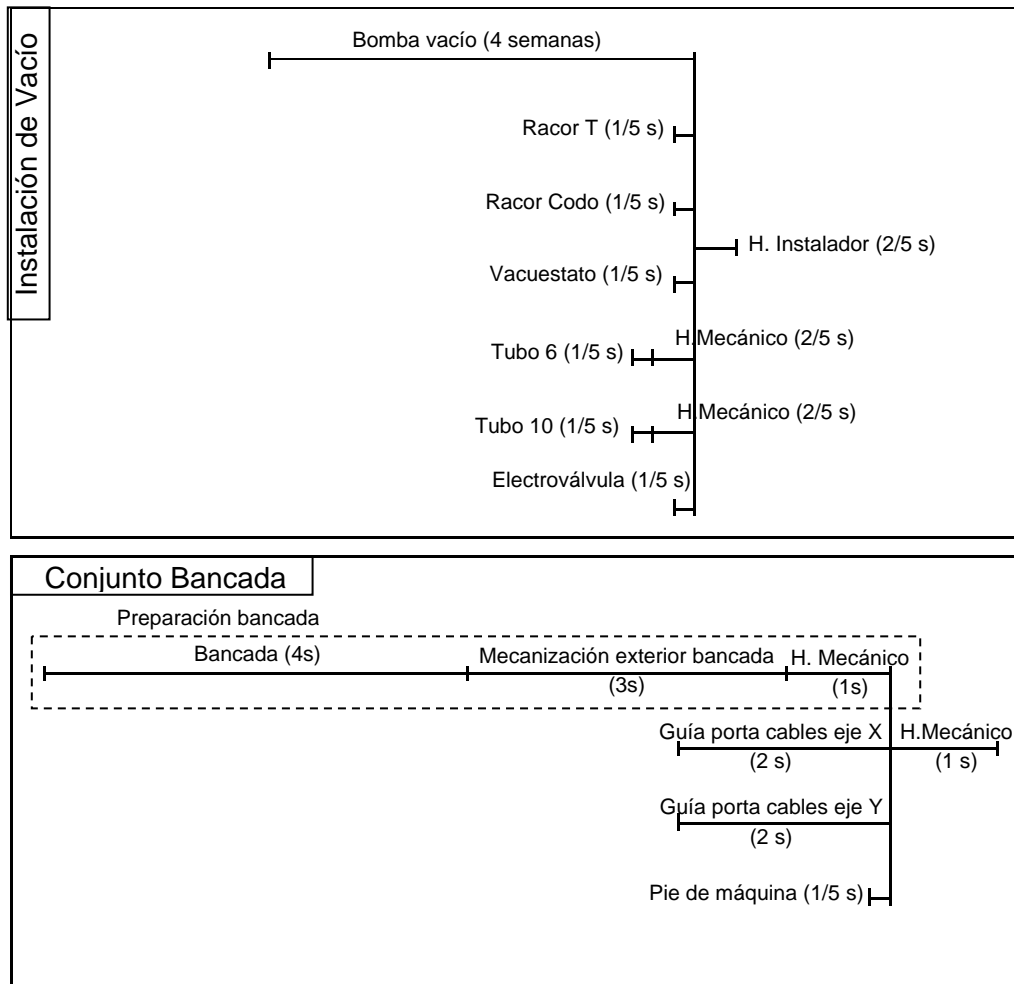 Instalación de Vacío
Bomba vacío (4 semanas)
Racor T (1/5 s)
Racor Codo (1/5 s)
H. Instalador (2/5 s)
Vacuestato (1/5 s)
H.Mecánico (2/5 s)
Tubo 6 (1/5 s)
H.Mecánico (2/5 s)
Tubo 10 (1/5 s)
Electroválvula (1/5 s)
Conjunto Bancada
Preparación bancada
Bancada (4s)
Mecanización exterior bancada
(3s)
H. Mecánico
(1s)
Guía porta cables eje X
(2 s)
H.Mecánico
(1 s)
Guía porta cables eje Y
(2 s)
Pie de máquina (1/5 s)